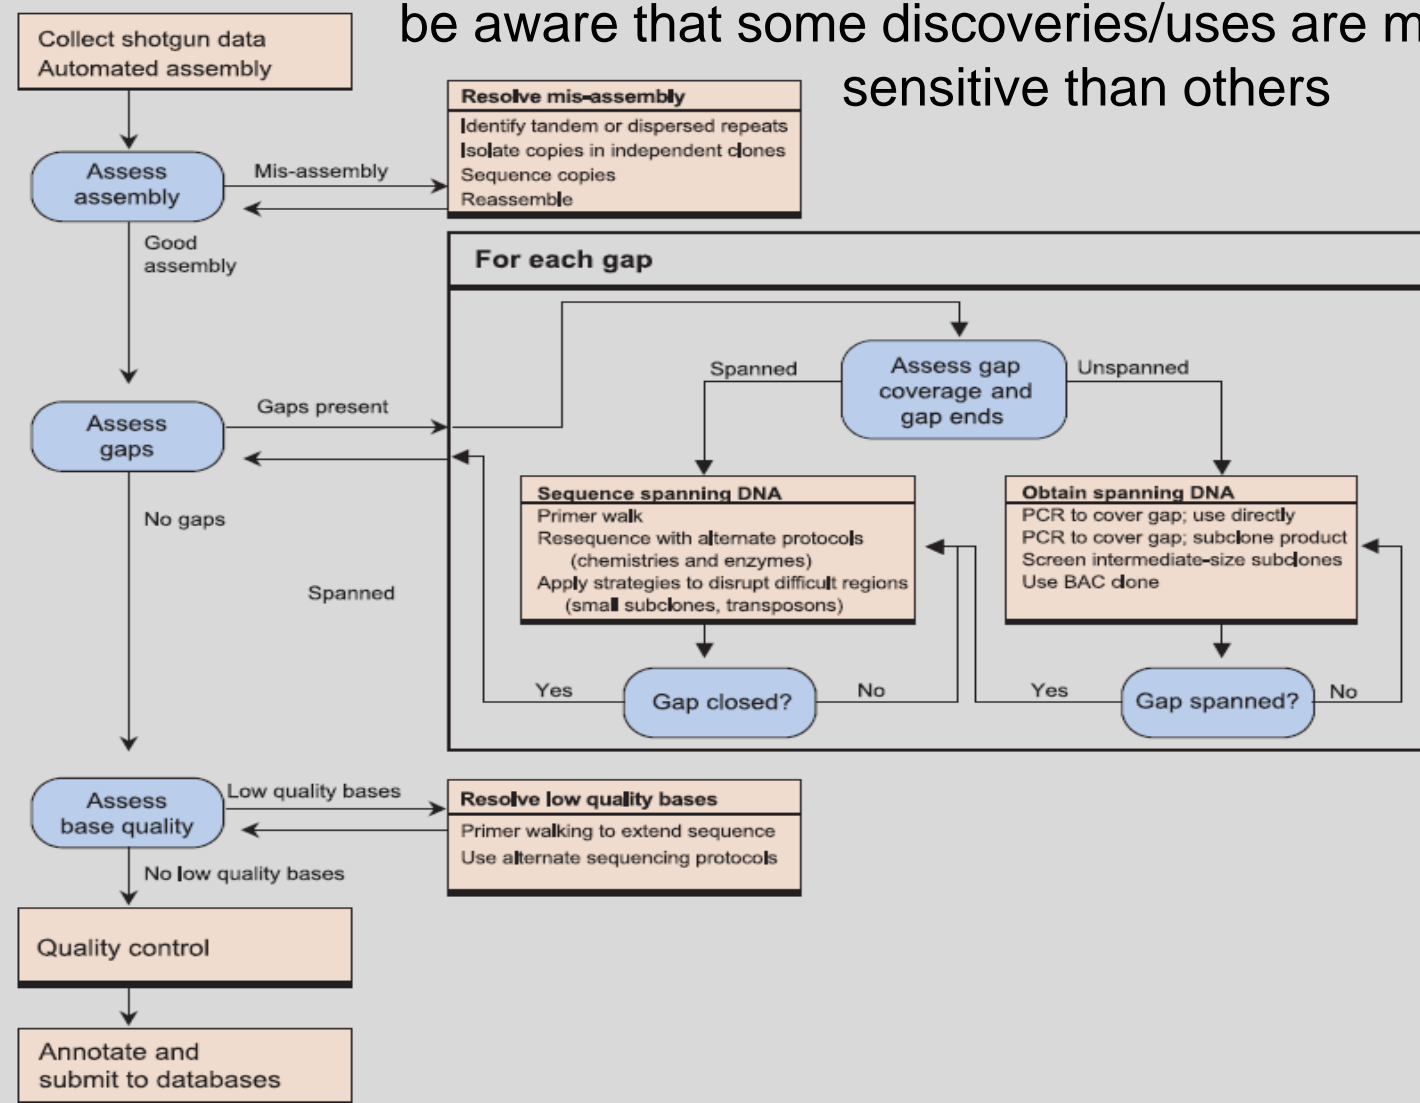 be aware that some discoveries/uses are
sensitive than others
Collect shotgun data
Automated assembly
Assess
assembly
Mis-assembly
Resolve mis-assembly
Identify tandem or dispersed repeats
Isolate copies in independent clones
Sequence copies
Reassemble
Good
assembly
For each gap
Assess
gaps
Gaps present
Assess gap
coverage and
gap ends
Spanned
Unspanned
Sequence spanning DNA
Primer walk
Resequence with alternate protocols
(chemistries and enzymes)
Apply strategies to disrupt difficult regions
(small subclones, transposons)
Obtain spanning DNA
PCR to cover gap; use directly
PCR to cover gap; subclone product
Screen intermediate-size subclones
Use BAC clone
No gaps
Spanned
Yes
Gap closed?
No
Yes
Gap spanned?
No
Assess
base quality
Low quality bases
Resolve low quality bases
Primer walking to extend sequence
Use alternate sequencing protocols
No low quality bases
Quality control
Annotate and
submit to databases